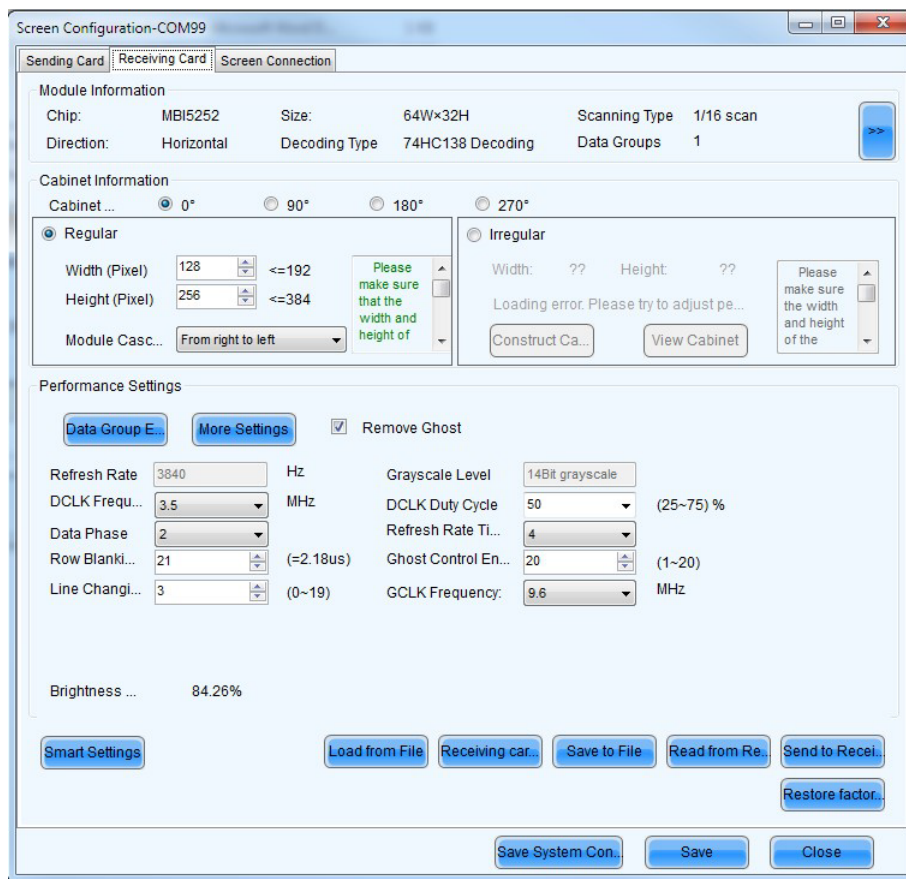 Screen Configuration-COM99
Sending Card Receiving Card Screen Connection
Module Information
Chip: MBI5252 Size: 64W×32H Scanning Type 1/16 scan
Direction: Horizontal Decoding Type 74HC138 Decoding Data Groups 1
>>
Cabinet Information
Cabinet ... 0° 90° 180° 270°
Regular
Width (Pixel) 128 <=192
Height (Pixel) 256 <=384
Module Casc... From right to left
Please
make sure
that the
width and
height of
Irregular
Width: ?? Height: ??
Loading error. Please try to adjust pe...
Construct Ca... View Cabinet
Please
make sure
the width
and height
of the
Performance Settings
Data Group E... More Settings Remove Ghost
Refresh Rate 3840 Hz Grayscale Level 14Bit grayscale
DCLK Frequ... 3.5 MHz DCLK Duty Cycle 50 (25~75) %
Data Phase 2 Refresh Rate Ti... 4
Row Blanki... 21 (=2.18us) Ghost Control En... 20 (1~20)
Line Changi... 3 (0~19) GCLK Frequency: 9.6 MHz
Brightness ... 84.26%
Smart Settings Load from File Receiving car... Save to File Read from Re... Send to Recei...
Restore factor...
Save System Con... Save Close